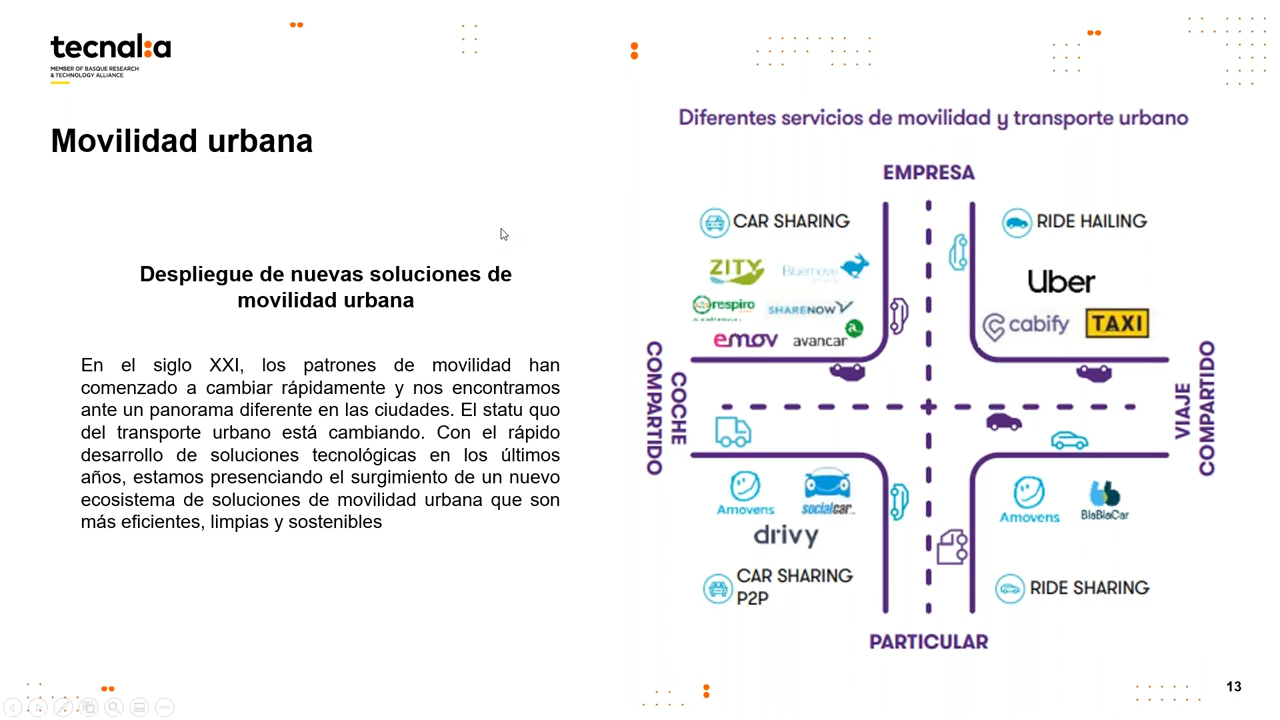 tecnal:a
MEMBER OF BASQUE RESEARCH
& TECHNOLOGY ALLIANCE
Movilidad urbana
Despliegue de nuevas soluciones de
movilidad urbana
En el siglo XXI, los patrones de movilidad han
comenzado a cambiar rápidamente y nos encontramos
ante un panorama diferente en las ciudades. El statu quo
del transporte urbano está cambiando. Con el rápido
desarrollo de soluciones tecnológicas en los últimos
años, estamos presenciando el surgimiento de un nuevo
ecosistema de soluciones de movilidad urbana que son
más eficientes, limpias y sostenibles
Diferentes servicios de movilidad y transporte urbano
EMPRESA
CAR SHARING
ZITY
Bluemove
respiro
SHARENOW
emov
avancar
RIDE HAILING
Uber
cabify
TAXI
COCHE
COMPARTIDO
VIAJE
COMPARTIDO
Amovens
socialcar
drivy
CAR SHARING
P2P
Amovens
BlaBlaCar
RIDE SHARING
PARTICULAR
13